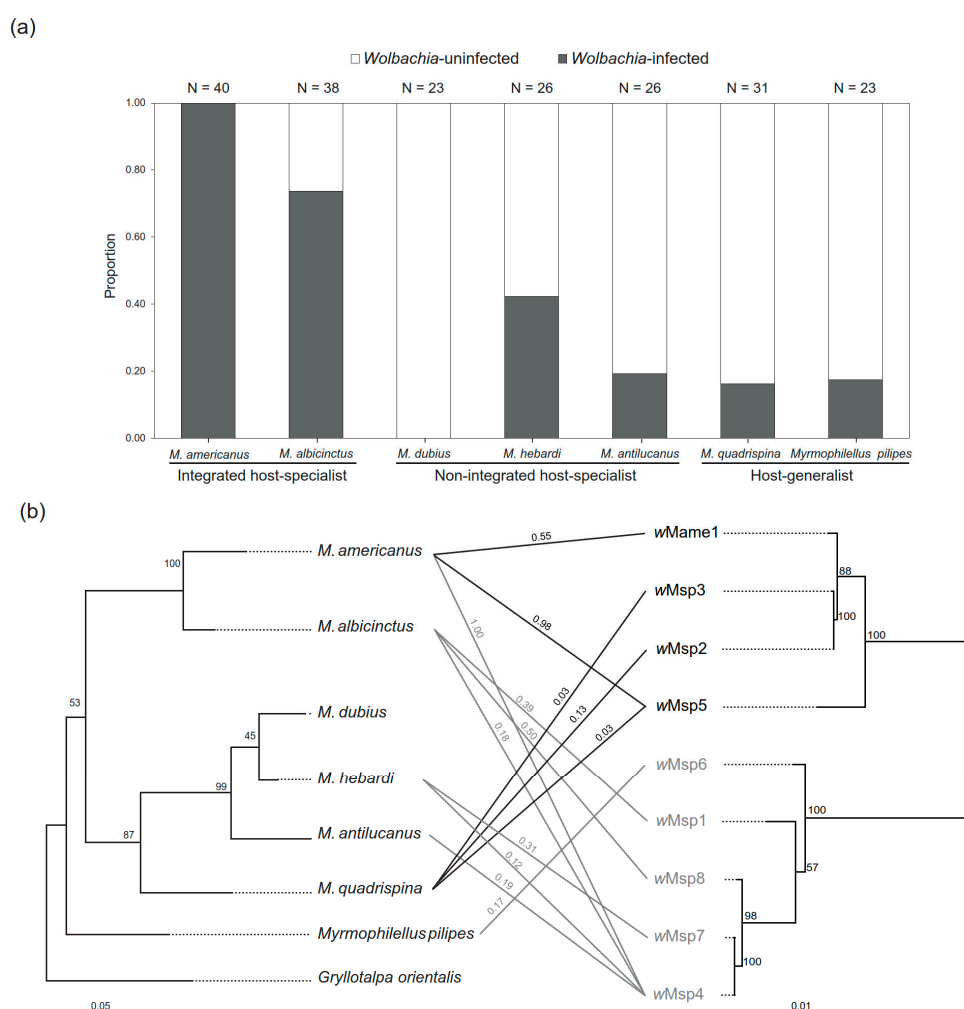 (a)
Wolbachia-uninfected Wolbachia-infected
N = 40 N = 38 N = 23 N = 26 N = 26 N = 31 N = 23
1.00
0.80
0.60
0.40
0.20
0.00
Proportion
M. americanus M. albicinctus M. dubius M. hebardi M. antilucanus M. quadrispina Myrmophilellus pilipes
Integrated host-specialist Non-integrated host-specialist Host-generalist
(b)
M. americanus
M. albicinctus
M. dubius
M. hebardi
M. antilucanus
M. quadrispina
Myrmophilellus pilipes
Gryllotalpa orientalis
100
53
45
99
87
0.05
0.55
0.98
1.00
0.39
0.50
0.18
0.03
0.13
0.03
0.31
0.12
0.19
0.17
wMame1
wMsp3
wMsp2
wMsp5
wMsp6
wMsp1
wMsp8
wMsp7
wMsp4
88
100
100
100
57
98
100
0.01